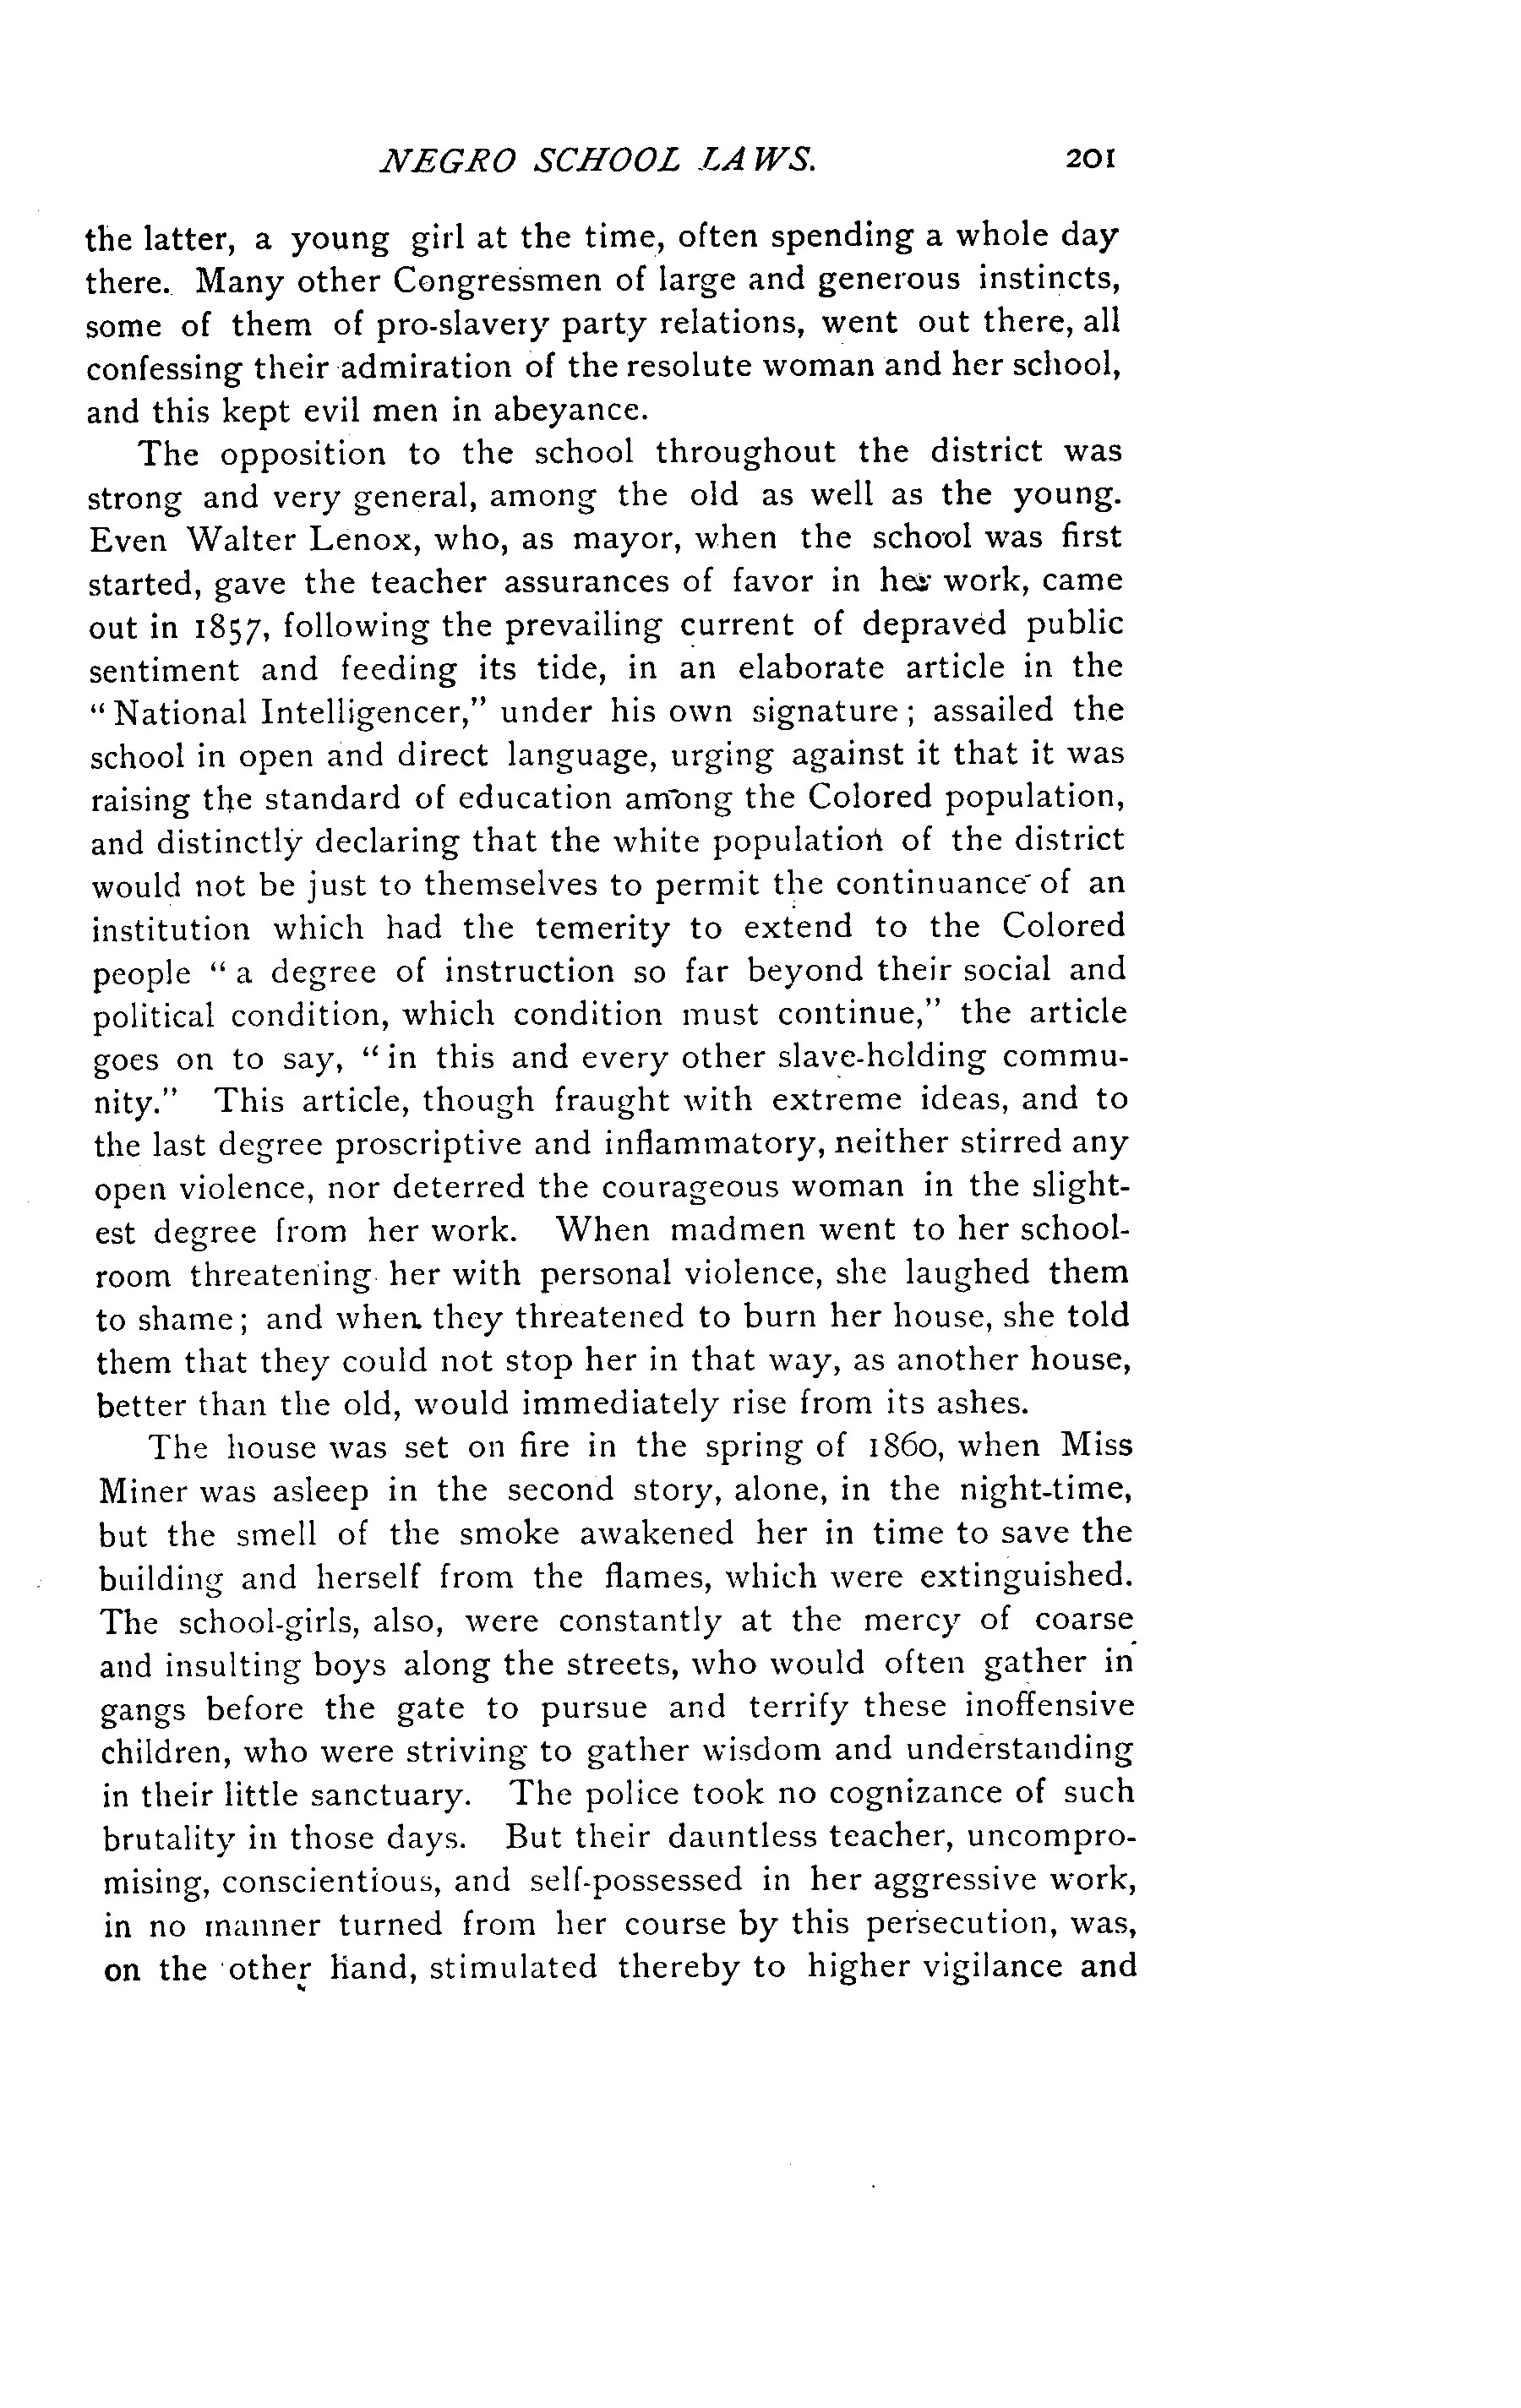 NEGRO SCHOOL LAWS. 201
the latter, a young girl at the time, often spending a whole day
there. Many other Congressmen of large and generous instincts,
some of them of pro-slavery party relations, went out there, all
confessing their admiration of the resolute woman and her school,
and this kept evil men in abeyance.
The opposition to the school throughout the district was
strong and very general, among the old as well as the young.
Even Walter Lenox, who, as mayor, when the school was first
started, gave the teacher assurances of favor in her work, came
out in 1857, following the prevailing current of depraved public
sentiment and feeding its tide, in an elaborate article in the
“ National Intelligencer,” under his own signature ; assailed the
school in open and direct language, urging against it that it was
raising the standard of education among the Colored population,
and distinctly declaring that the white population of the district
would not be just to themselves to permit the continuance of an
institution which had the temerity to extend to the Colored
people “ a degree of instruction so far beyond their social and
political condition, which condition must continue,” the article
goes on to say, “ in this and every other slave-holding commu-
nity.” This article, though fraught with extreme ideas, and to
the last degree proscriptive and inflammatory, neither stirred any
open violence, nor deterred the courageous woman in the slight-
est degree from her work. When madmen went to her school-
room threatening her with personal violence, she laughed them
to shame ; and when they threatened to burn her house, she told
them that they could not stop her in that way, as another house,
better than the old, would immediately rise from its ashes.
The house was set on fire in the spring of 1860, when Miss
Miner was asleep in the second story, alone, in the night-time,
but the smell of the smoke awakened her in time to save the
building and herself from the flames, which were extinguished.
The school-girls, also, were constantly at the mercy of coarse
and insulting boys along the streets, who would often gather in
gangs before the gate to pursue and terrify these inoffensive
children, who were striving to gather wisdom and understanding
in their little sanctuary. The police took no cognizance of such
brutality in those days. But their dauntless teacher, uncompro-
mising, conscientious, and self-possessed in her aggressive work,
in no manner turned from her course by this persecution, was,
on the other hand, stimulated thereby to higher vigilance and